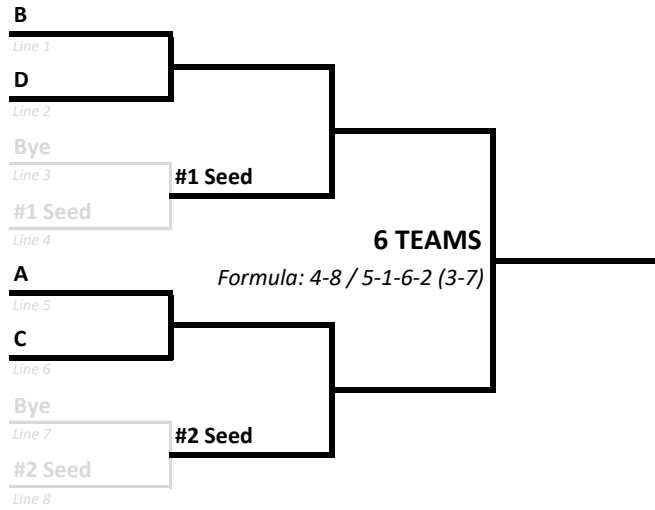 B
Line 1
D
Line 2
Bye
Line 3
#1 Seed
#1 Seed
Line 4
6 TEAMS
Formula: 4-8 / 5-1-6-2 (3-7)
A
Line 5
C
Line 6
Bye
Line 7
#2 Seed
#2 Seed
Line 8